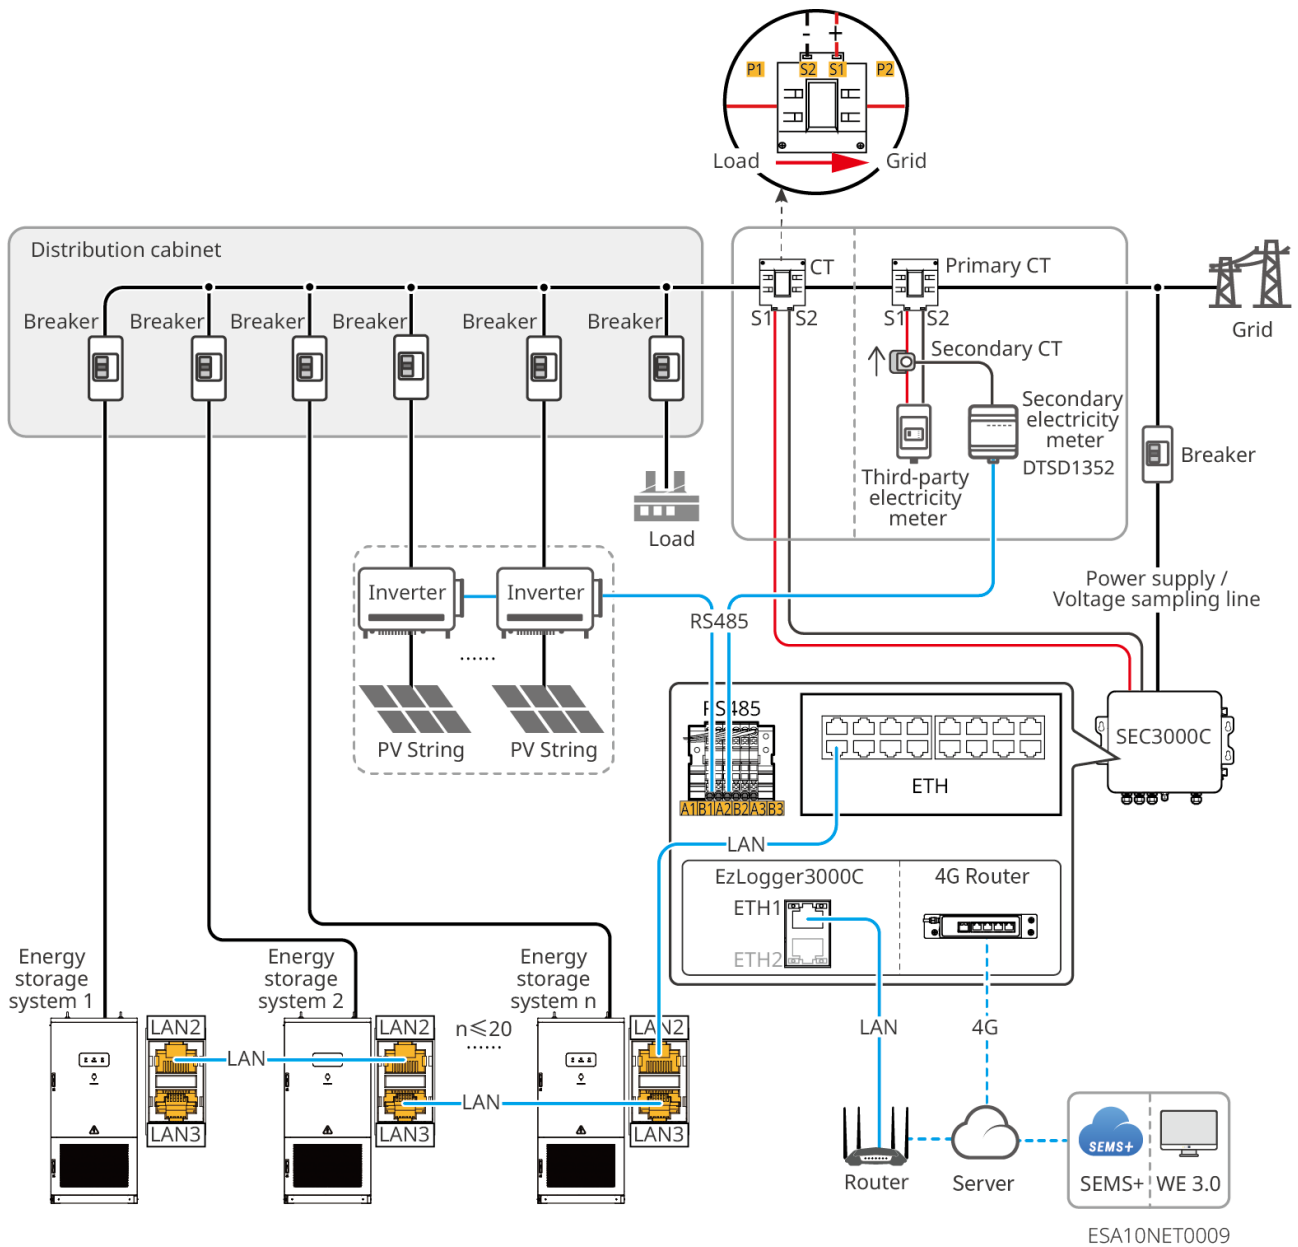 - +
P1 S2 S1 P2
Load Grid
Distribution cabinet
CT
Primary CT
Breaker Breaker Breaker Breaker Breaker Breaker
S1 S2
S1 S2
Grid
Secondary CT
Secondary
electricity
meter
DTSD1352
Breaker
Third-party
electricity
meter
Load
Power supply /
Voltage sampling line
Inverter Inverter
RS485
......
PV String PV String
RS485
SEC3000C
ETH
A1 B1 A2 B2 A3 B3
LAN
EzLogger3000C
4G Router
ETH1
ETH2
Energy
storage
system 1
Energy
storage
system 2
Energy
storage
system n
n≤20
......
LAN2 LAN2 LAN2
LAN
LAN
LAN3 LAN3 LAN3
LAN 4G
SEMS+
Router Server SEMS+ WE 3.0
ESA10NET0009